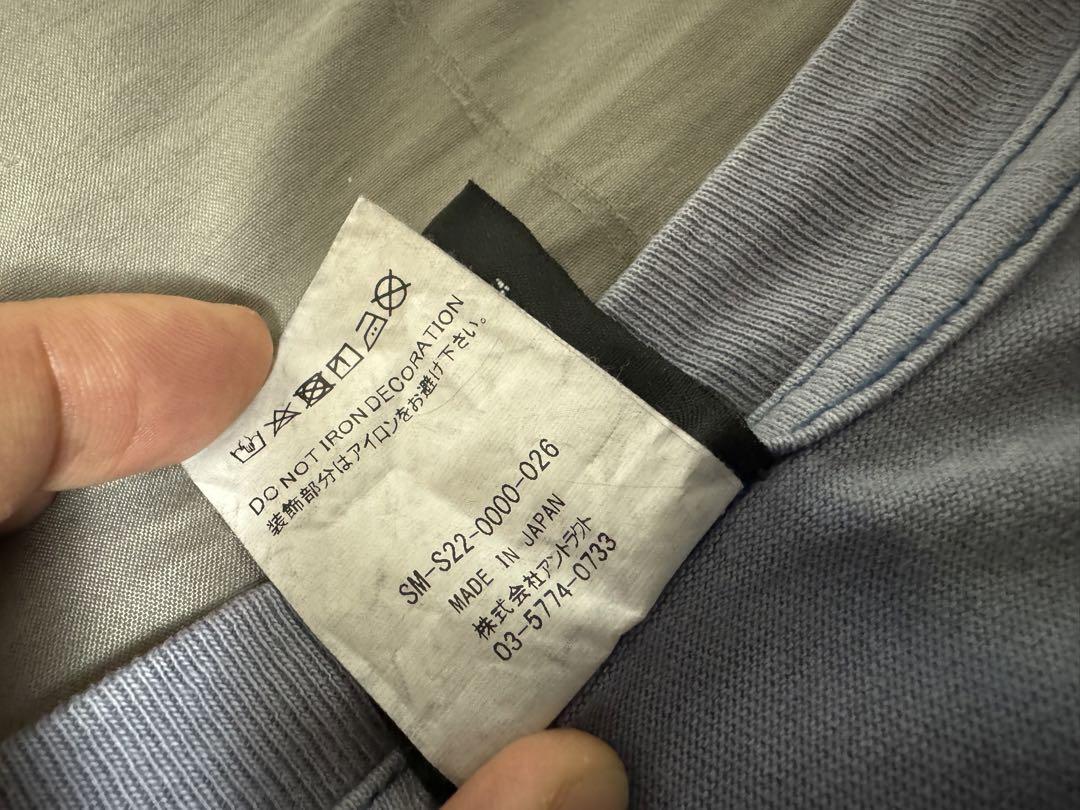 DO NOT IRON DECORATION
装飾部分はアイロンをお避け下さい。
SM-S22-0000-026
MADE IN JAPAN
株式会社アントラクト
03-5774-0733